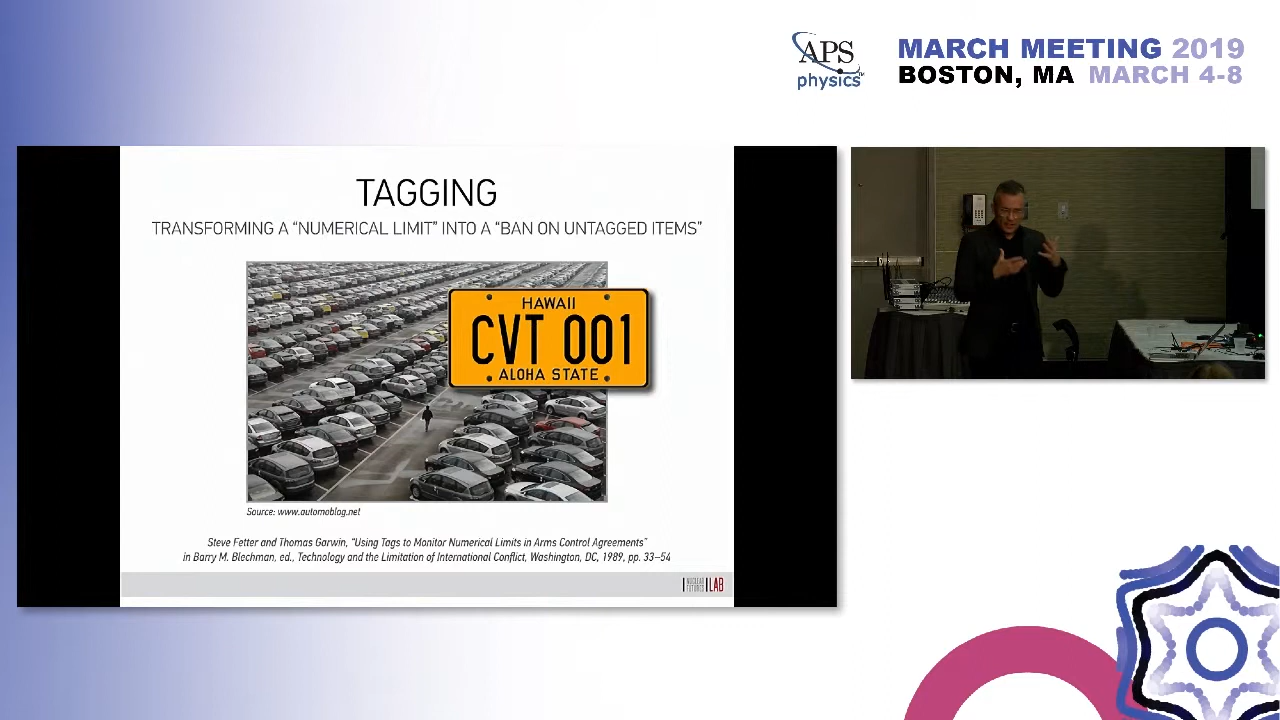 APS
physics
MARCH MEETING 2019
BOSTON, MA MARCH 4-8
TAGGING
TRANSFORMING A “NUMERICAL LIMIT” INTO A “BAN ON UNTAGGED ITEMS”
HAWAII
CVT 001
ALOHA STATE
Source: www.automoblog.net
Steve Fetter and Thomas Garwin, “Using Tags to Monitor Numerical Limits in Arms Control Agreements”
in Barry M. Blechman, ed., Technology and the Limitation of International Conflict, Washington, DC, 1989, pp. 33–54
NUCLEAR
FUTURES LAB